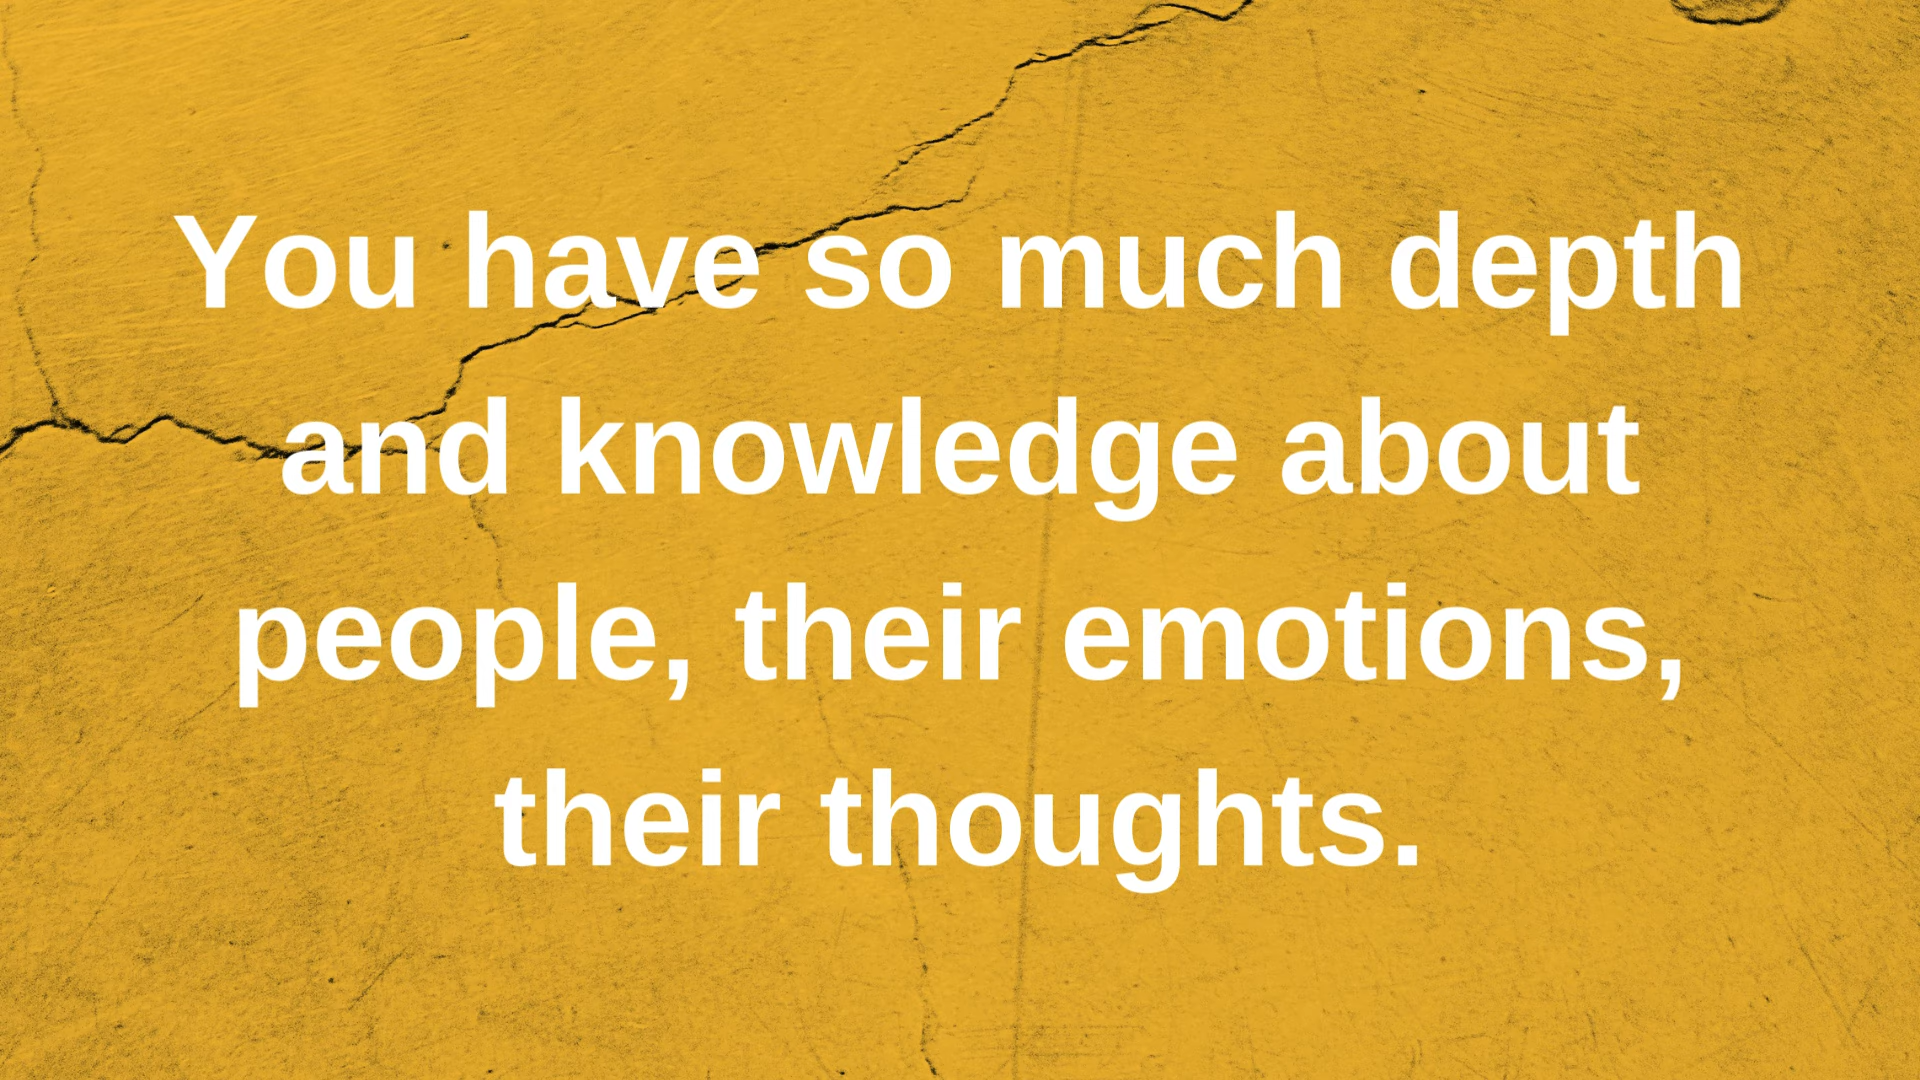 You have so much depth
and knowledge about
people, their emotions,
their thoughts.